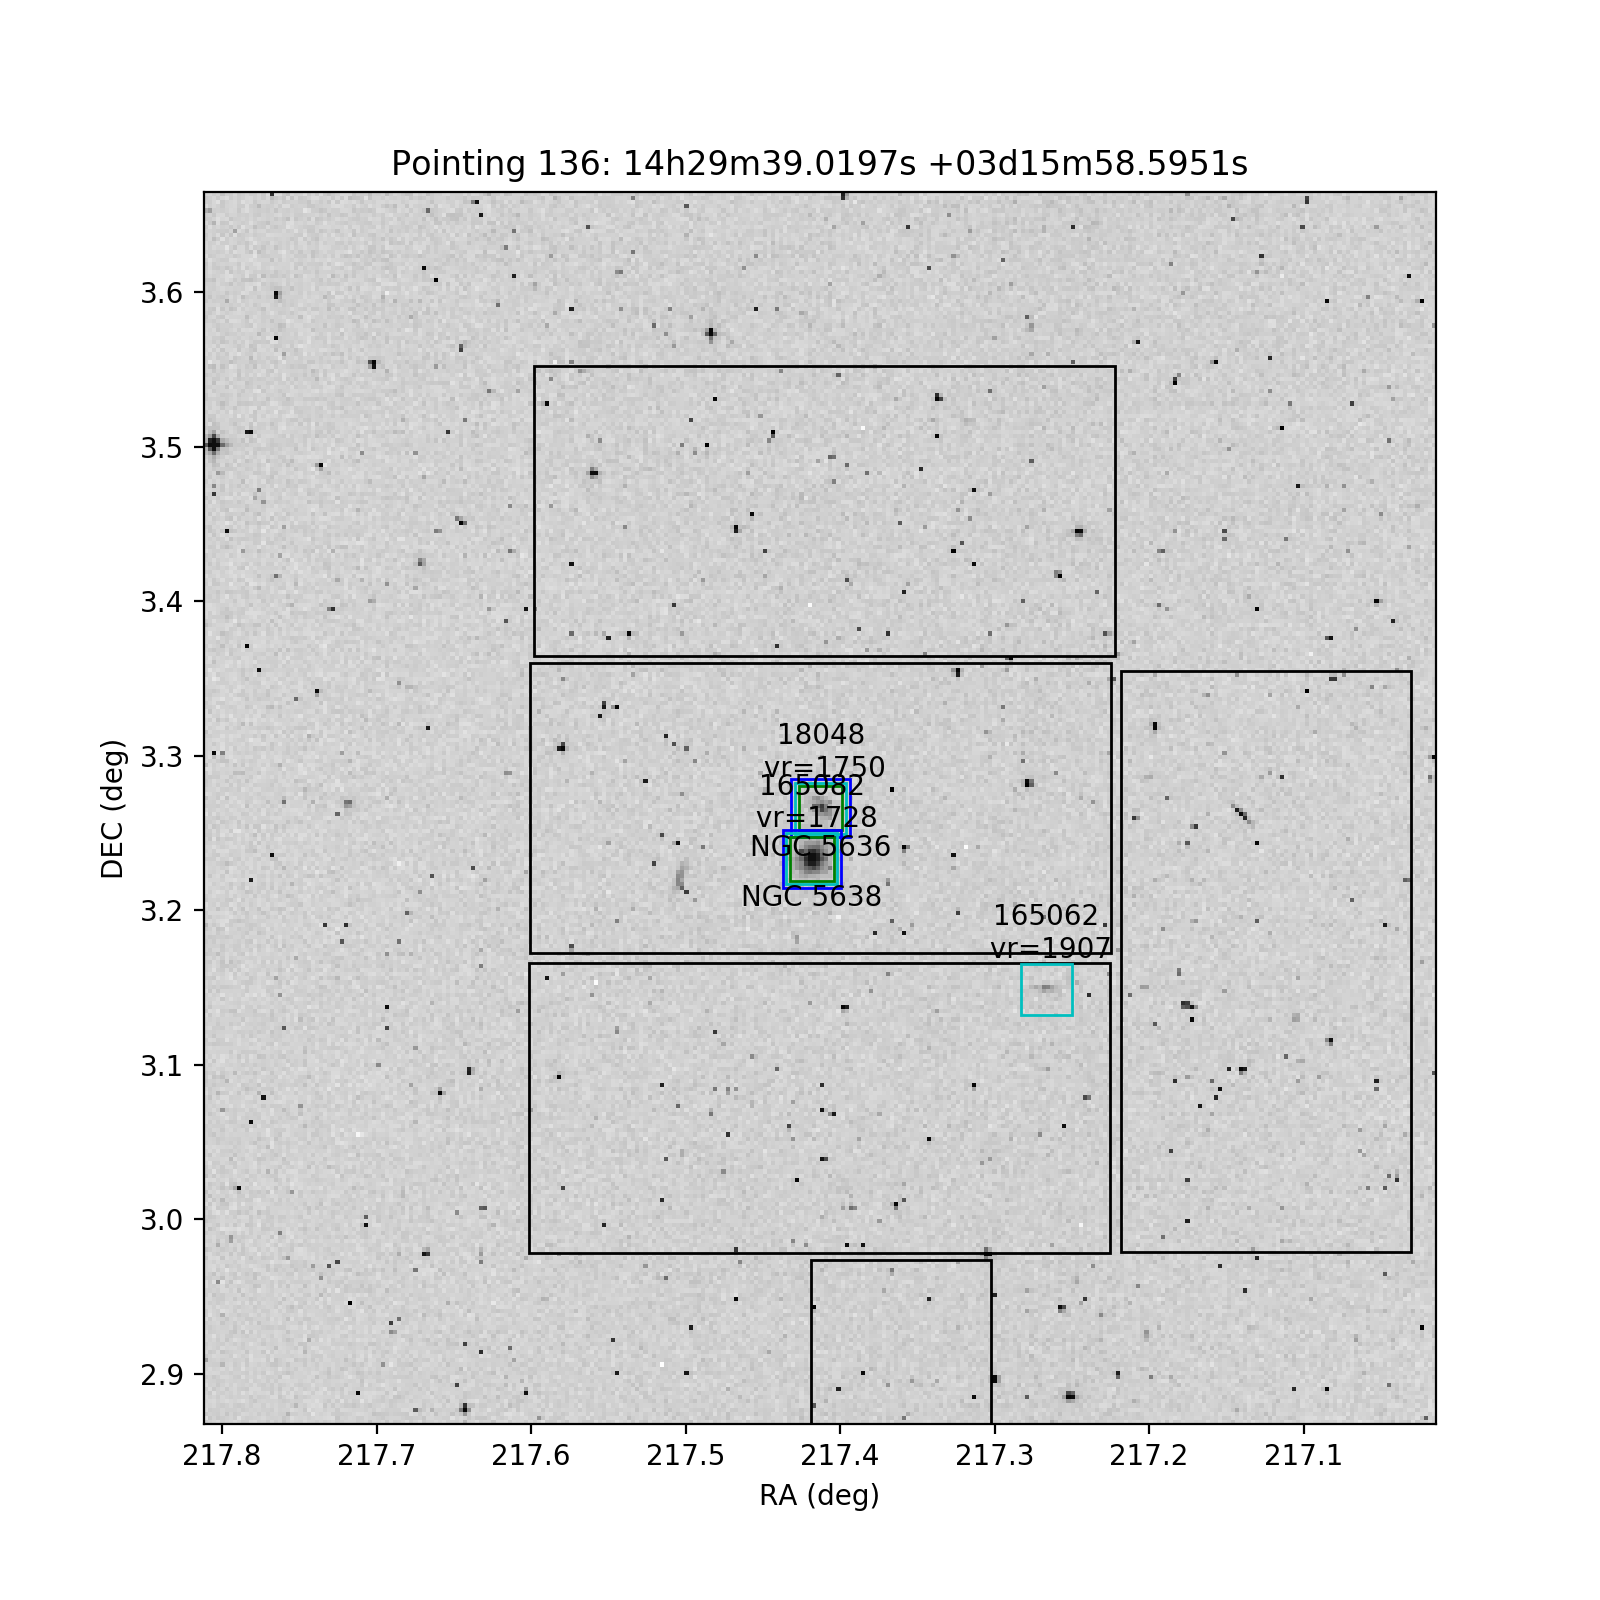 Pointing 136: 14h29m39.0197s +03d15m58.5951s
3.6
3.5
3.4
3.3
3.2
3.1
3.0
2.9
DEC (deg)
18048
vr=1750
165082
vr=1728
NGC 5636
NGC 5638
165062
vr=1907
217.8 217.7 217.6 217.5 217.4 217.3 217.2 217.1
RA (deg)